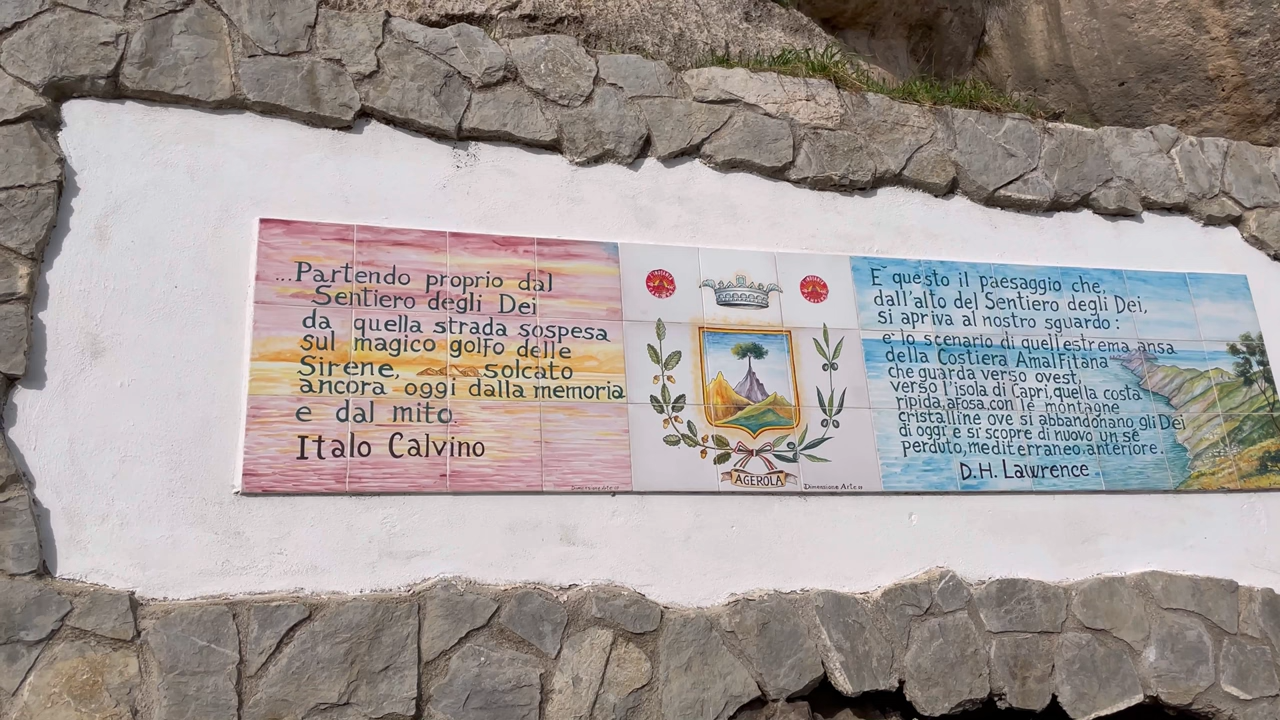 ...Partendo proprio dal
Sentiero degli Dei
da quella strada sospesa
sul magico golfo delle
Sirene, solcato
ancora oggi dalla memoria
e dal mito.
Italo Calvino
AGEROLA
Dimensione Arte
E' questo il paesaggio che,
dall'alto del Sentiero degli Dei,
si apriva al nostro sguardo:
e' lo scenario di quell'estrema ansa
della Costiera Amalfitana
che guarda verso ovest,
verso l'isola di Capri, quella costa
ripida, afosa, con le montagne
cristalline ove si abbandonano gli Dei
di oggi e si scopre di nuovo un sé
perduto, mediterraneo, anteriore.
D.H. Lawrence